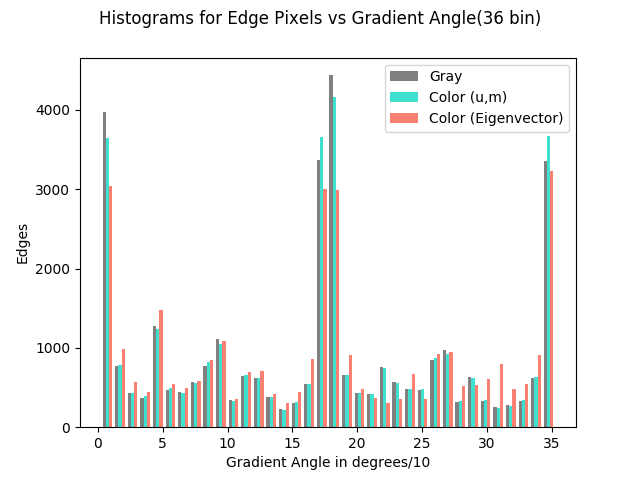 Histograms for Edge Pixels vs Gradient Angle(36 bin)
Gray
Color (u,m)
Color (Eigenvector)
4000
3000
2000
1000
0
Edges
0 5 10 15 20 25 30 35
Gradient Angle in degrees/10